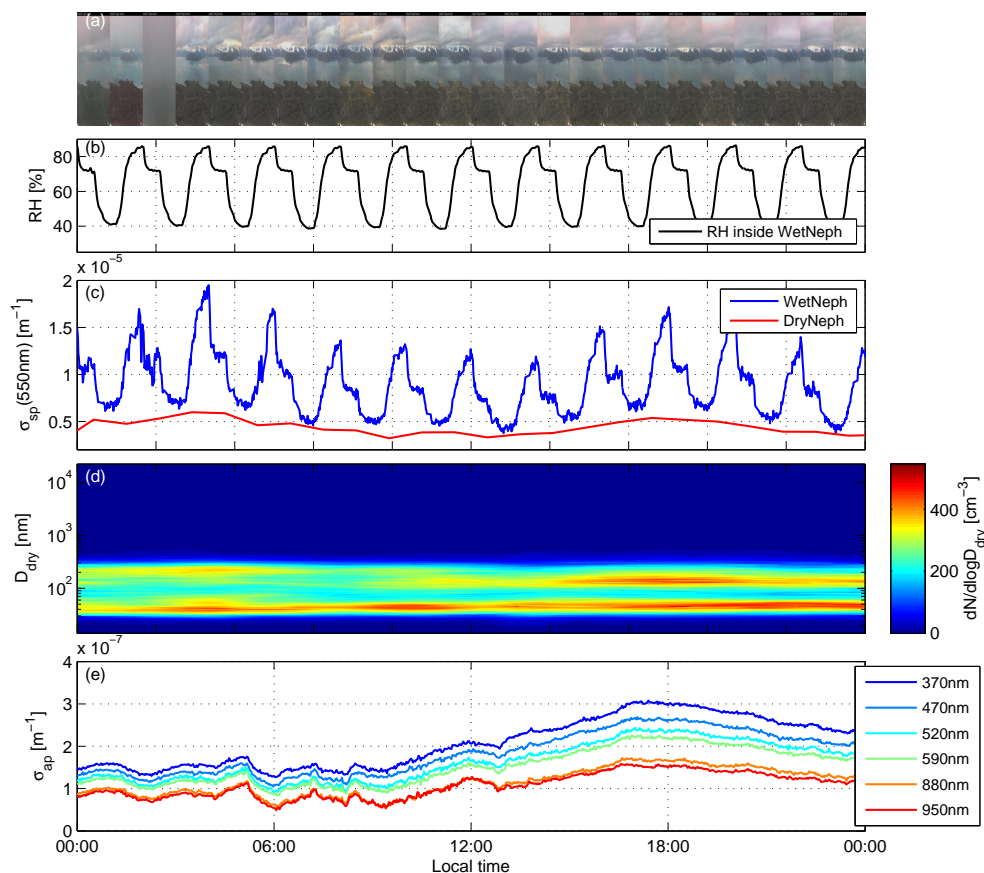 (a)
(b)
80
60
40
RH [%]
RH inside WetNeph
x 10⁻⁵
(c)
2
1.5
1
0.5
σsp(550nm) [m⁻¹]
WetNeph
DryNeph
(d)
10⁴
10³
10²
Ddry [nm]
400
200
0
dN/dlogDdry [cm⁻³]
x 10⁻⁷
(e)
4
3
2
1
0
σap [m⁻¹]
370nm
470nm
520nm
590nm
880nm
950nm
00:00 06:00 12:00 18:00 00:00
Local time